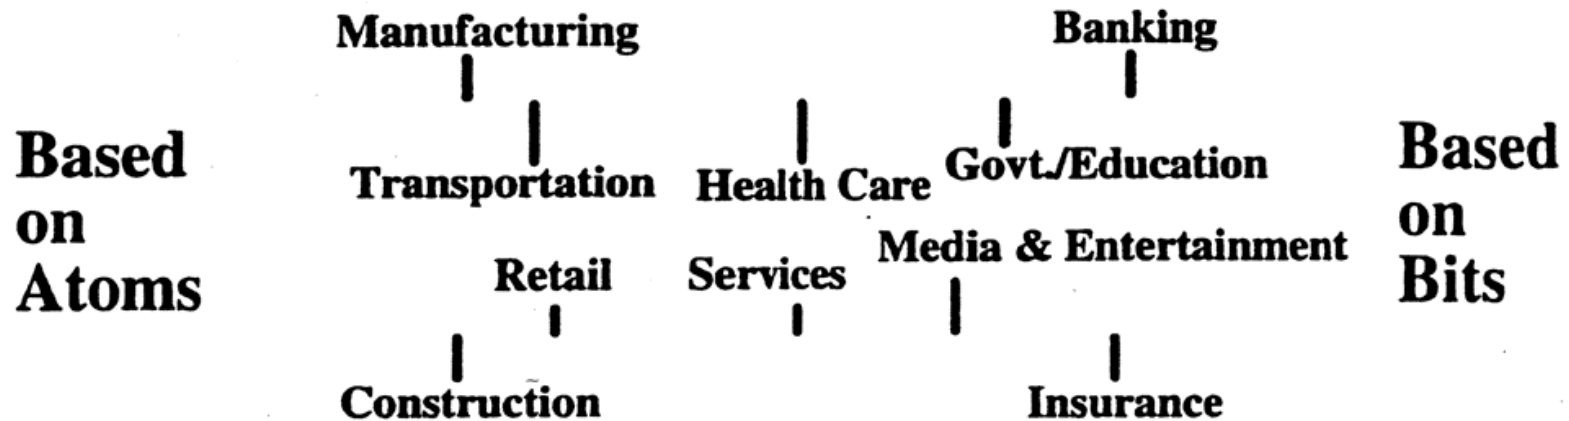 Manufacturing
Banking
Based
on
Atoms
Transportation
Health Care
Govt./Education
Based
on
Bits
Retail
Services
Media & Entertainment
Construction
Insurance